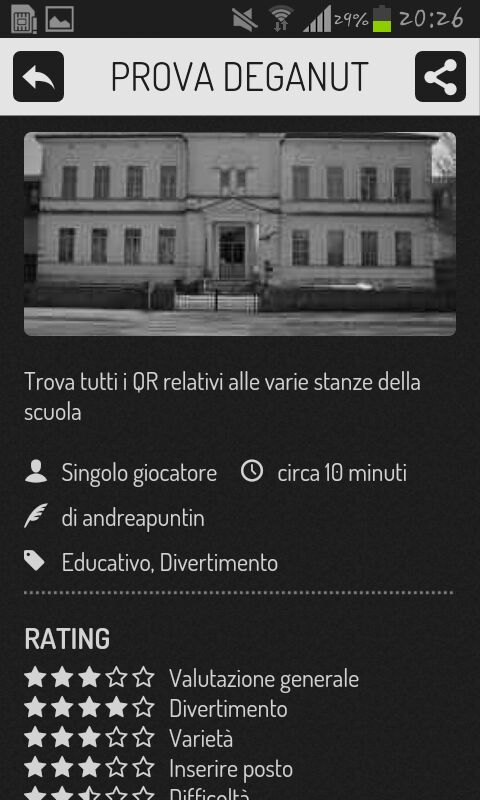 29% 20:26
PROVA DEGANUT
Trova tutti i QR relativi alle varie stanze della
scuola
Singolo giocatore circa 10 minuti
di andreapuntin
Educativo, Divertimento
RATING
Valutazione generale
Divertimento
Varietà
Inserire posto
Difficoltà